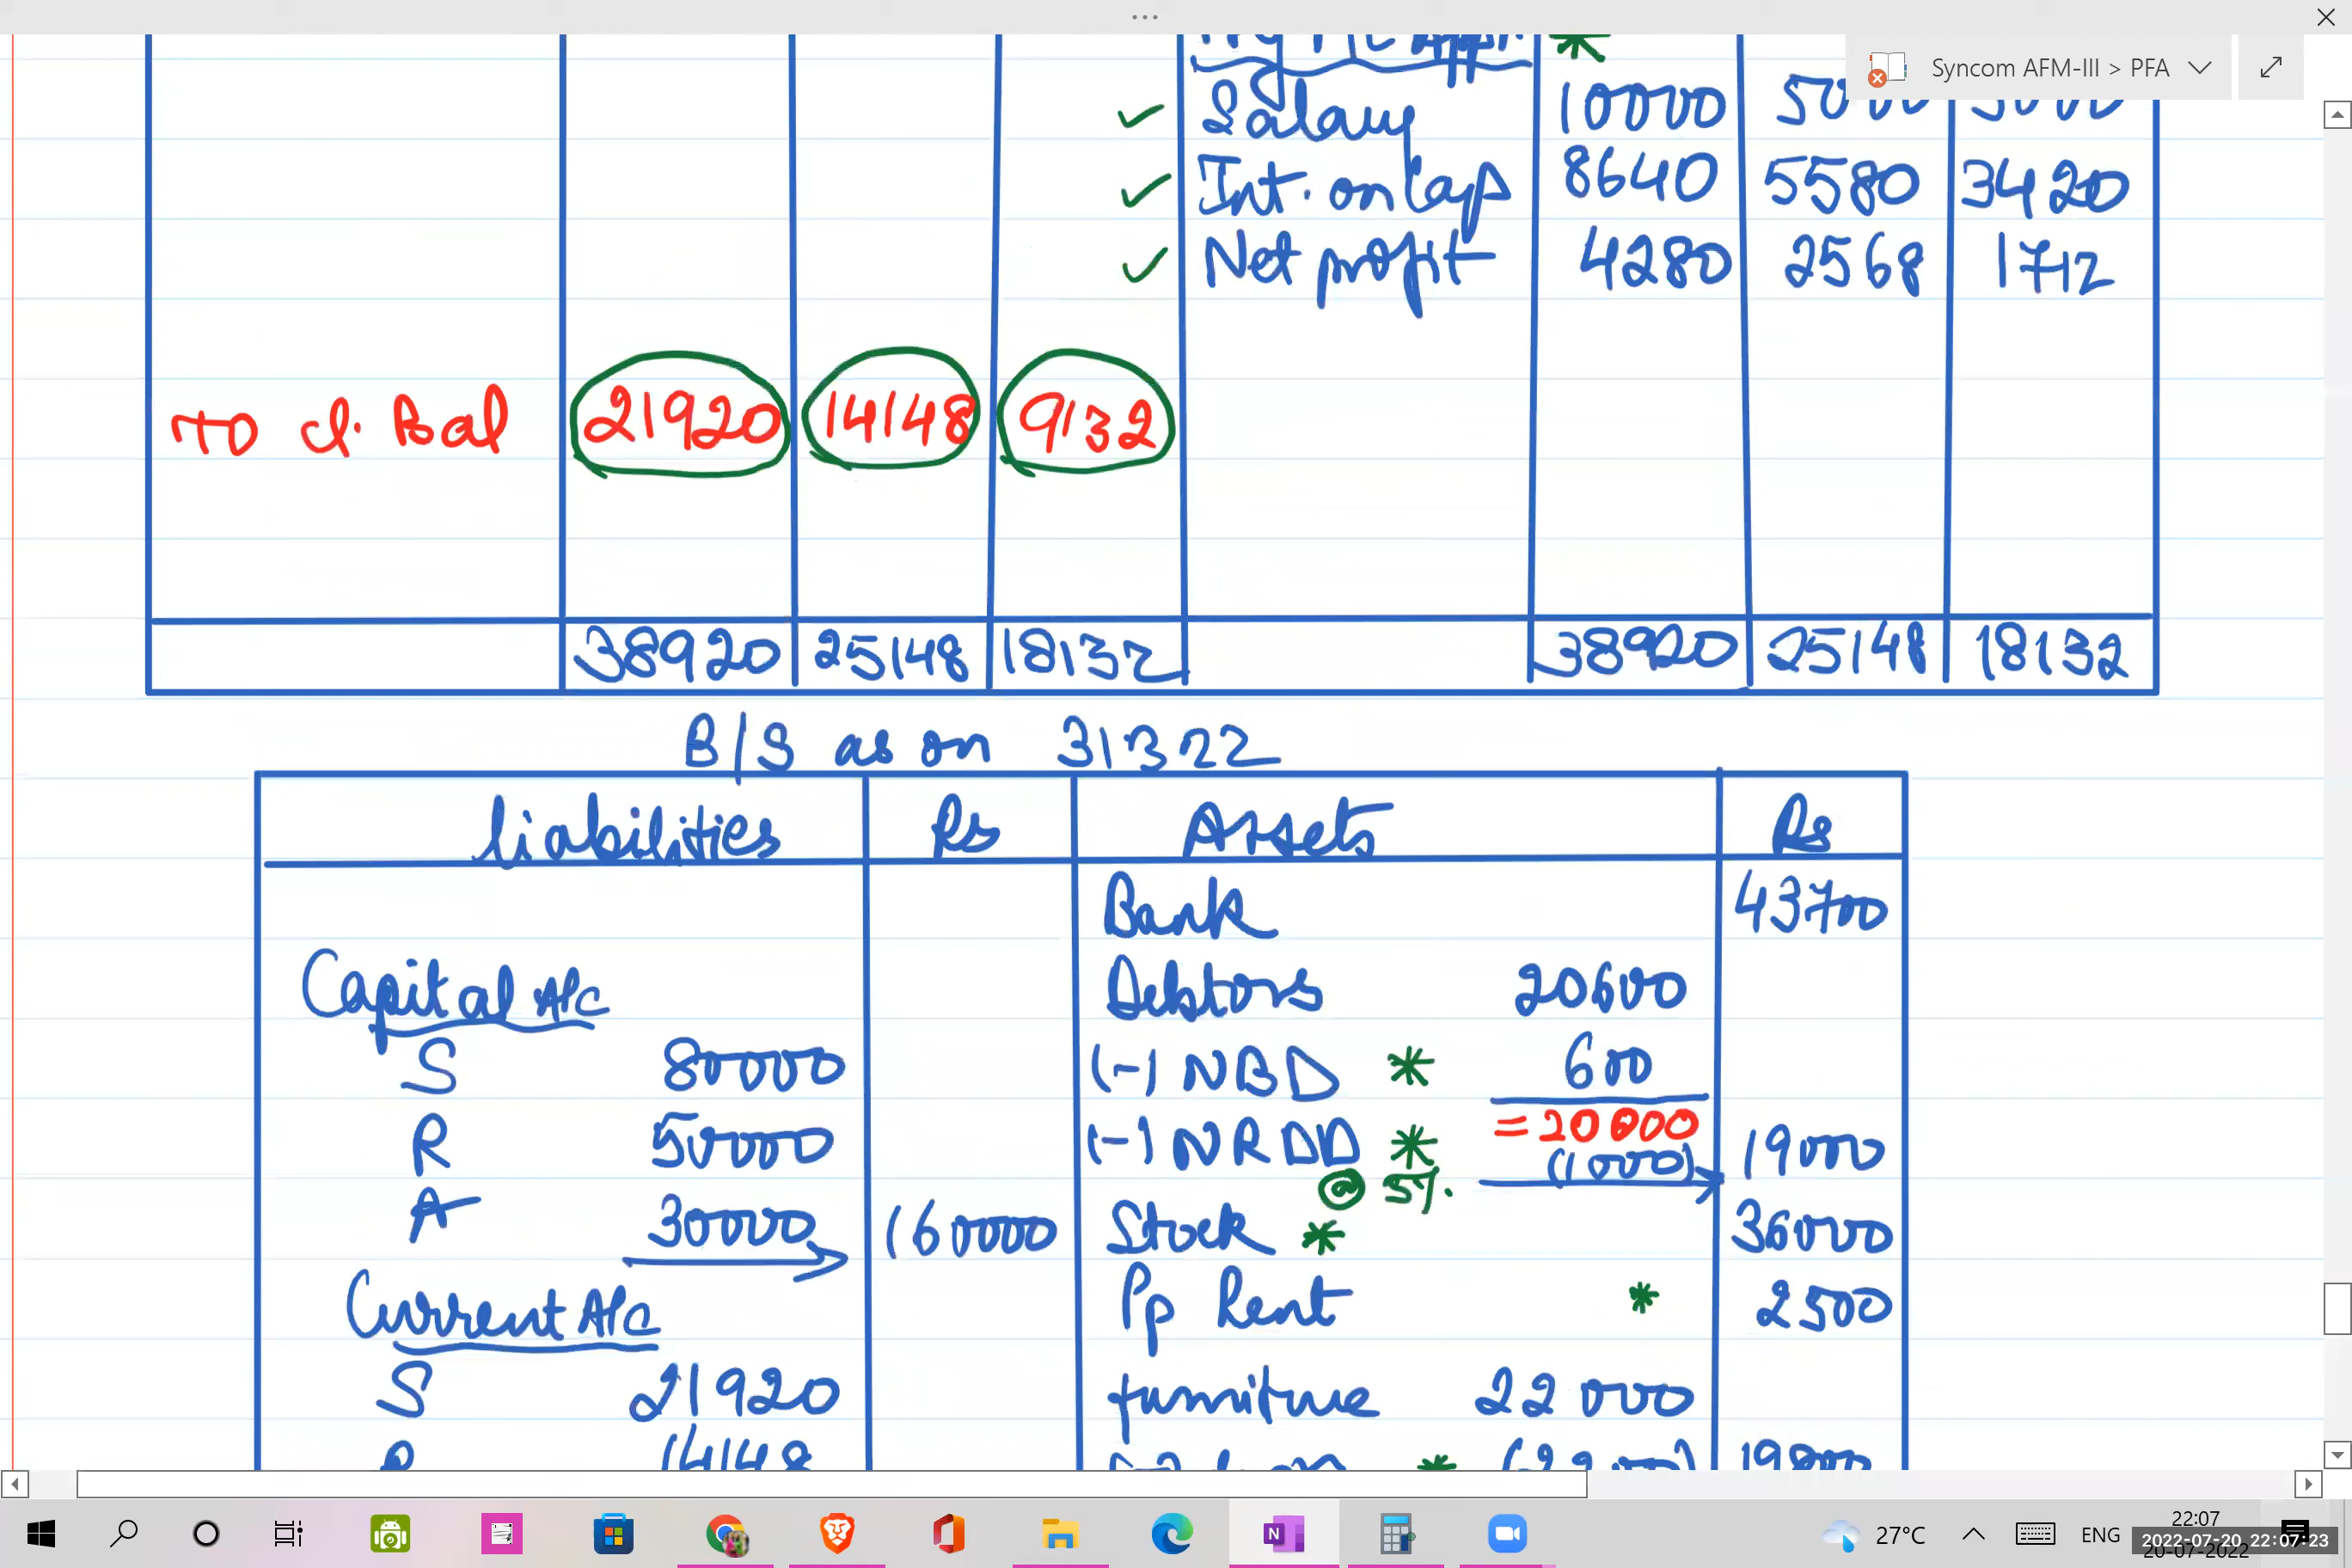 ...
Syncom AFM-III > PFA
Salary 10000
Int. on Cap 8640 5580 3420
Net profit 4280 2568 1712
To cl. Bal 21920 14148 9132
38920 25148 18132 38920 25148 18132
B/S as on 31322
Liabilities Rs Assets Rs
Bank 43700
Capital A/c Debtors 20600
S 80000 (-) NBD * 600
= 20000
R 50000 (-) NRDD * (1000) 19000
@ 5%.
A 30000 160000 Stock * 36000
Current A/c Pp Rent * 2500
S 21920 furniture 22000
14148
27°C ENG 22:07
2022-07-20, 22:07:23